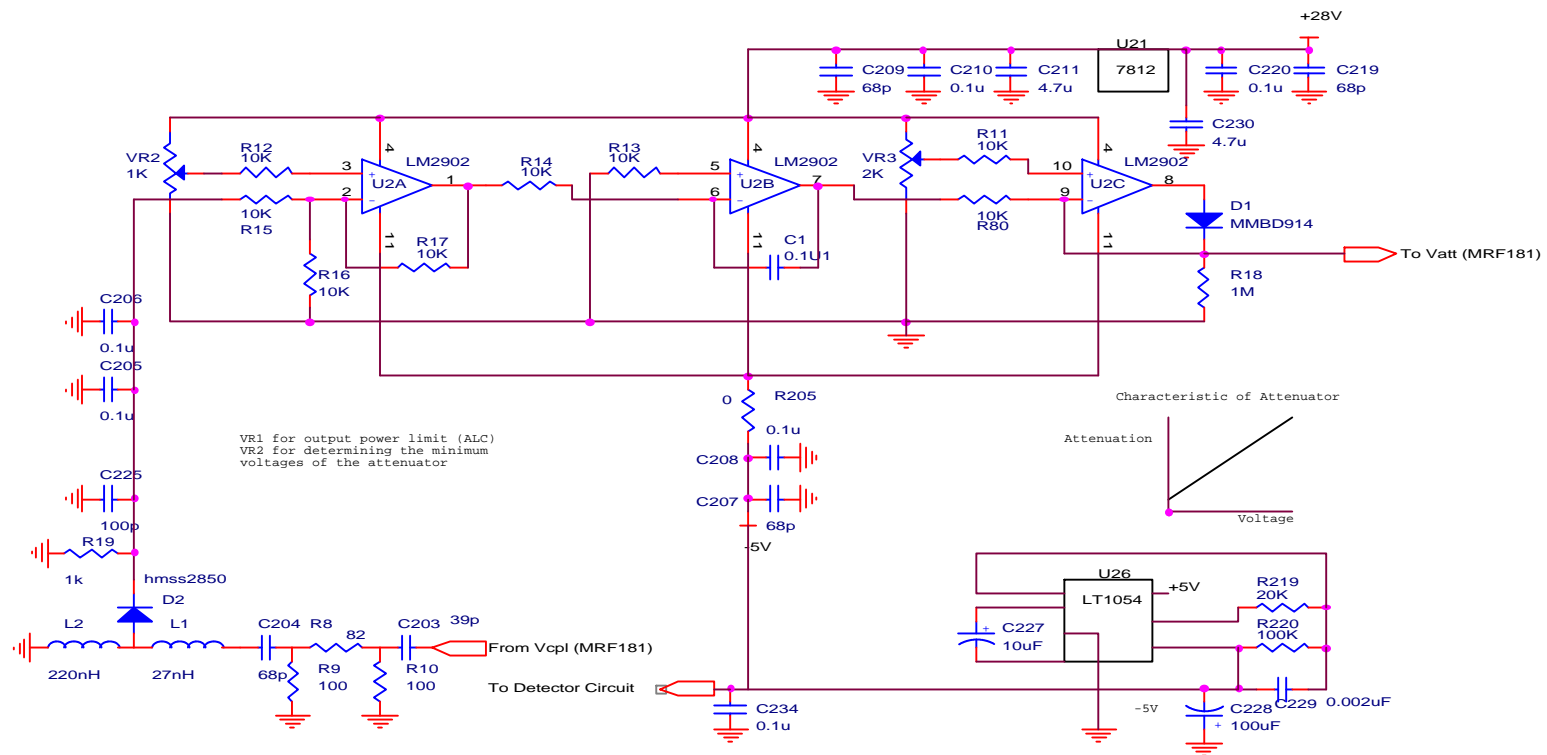 +28V
U21
7812
C209
68p
C210
0.1u
C211
4.7u
C220
0.1u
C219
68p
C230
4.7u
VR2
1K
R12
10K
3
2
4
LM2902
U2A
1
11
10K
R15
R16
10K
R17
10K
R14
10K
R13
10K
5
6
4
LM2902
U2B
7
11
C1
0.1U1
VR3
2K
R11
10K
10
9
4
LM2902
U2C
8
11
10K
R80
D1
MMBD914
R18
1M
To Vatt (MRF181)
C206
0.1u
C205
0.1u
C225
100p
R19
1k
hmss2850
D2
L2
220nH
L1
27nH
C204
68p
R8
82
R9
100
C203
39p
R10
100
From Vcpl (MRF181)
VR1 for output power limit (ALC)
VR2 for determining the minimum
voltages of the attenuator
0
R205
0.1u
C208
C207
68p
-5V
Characteristic of Attenuator
Attenuation
Voltage
U26
LT1054
+5V
R219
20K
R220
100K
C227
+
10uF
To Detector Circuit
C234
0.1u
-5V
C228
100uF
+
C229
0.002uF